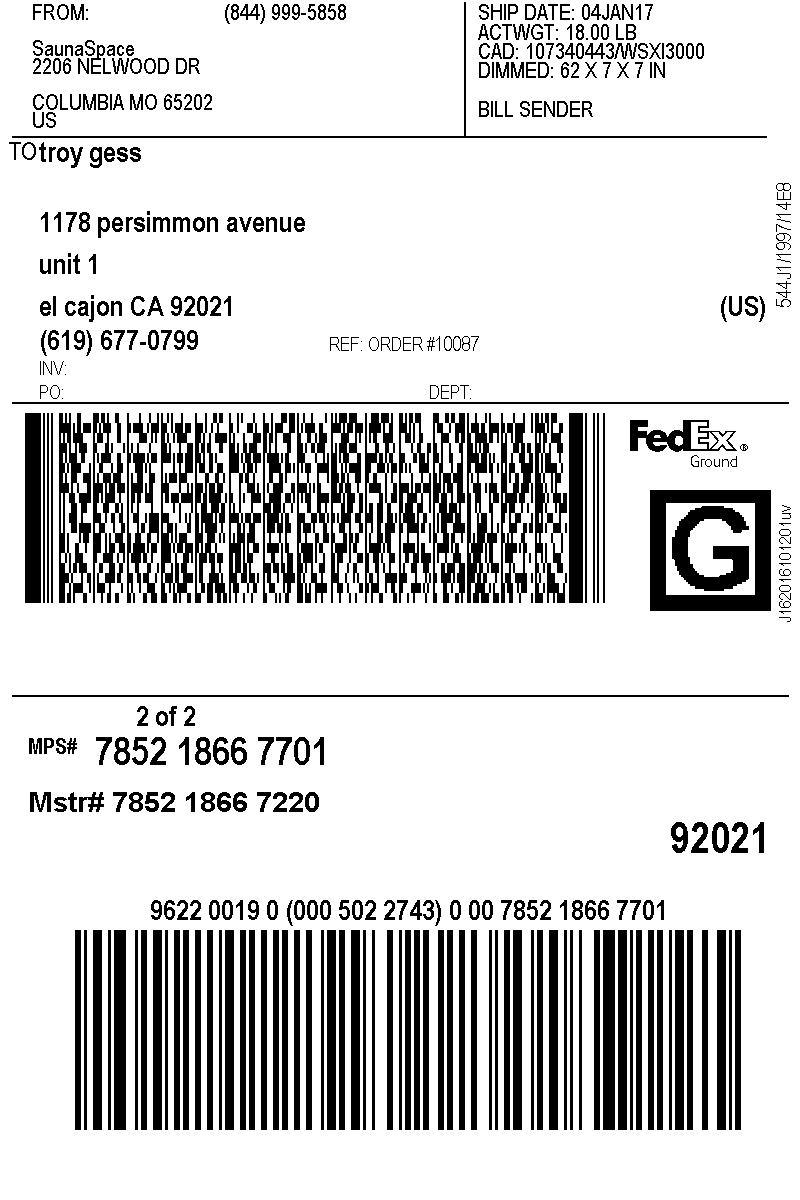 FROM: (844) 999-5858
SaunaSpace
2206 NELWOOD DR
COLUMBIA MO 65202
US
SHIP DATE: 04JAN17
ACTWGT: 18.00 LB
CAD: 107340443/WSXI3000
DIMMED: 62 X 7 X 7 IN
BILL SENDER
TO troy gess
1178 persimmon avenue
unit 1
el cajon CA 92021 (US)
(619) 677-0799 REF: ORDER #10087
INV:
PO: DEPT:
544J1/1997/14E8
FedEx®
Ground
G
J162016101201uv
2 of 2
MPS# 7852 1866 7701
Mstr# 7852 1866 7220
92021
9622 0019 0 (000 502 2743) 0 00 7852 1866 7701